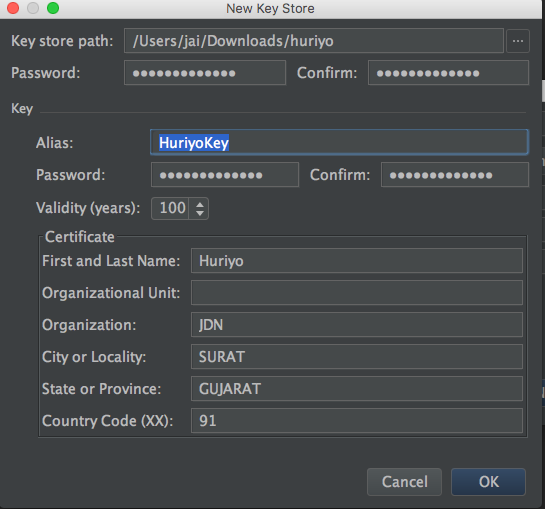 New Key Store
Key store path: /Users/jai/Downloads/huriyo ...
Password: ●●●●●●●●●●●●● Confirm: ●●●●●●●●●●●●●
Key
Alias: HuriyoKey
Password: ●●●●●●●●●●●●● Confirm: ●●●●●●●●●●●●●
Validity (years): 100
Certificate
First and Last Name: Huriyo
Organizational Unit:
Organization: JDN
City or Locality: SURAT
State or Province: GUJARAT
Country Code (XX): 91
Cancel OK